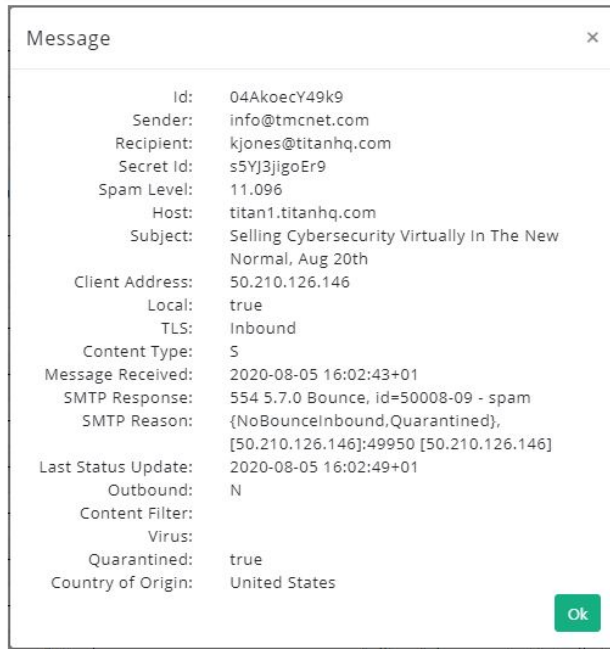 Message ×
Id: 04AkoecY49k9
Sender: info@tmcnet.com
Recipient: kjones@titanhq.com
Secret Id: s5YJ3jigoEr9
Spam Level: 11.096
Host: titan1.titanhq.com
Subject: Selling Cybersecurity Virtually In The New
Normal, Aug 20th
Client Address: 50.210.126.146
Local: true
TLS: Inbound
Content Type: S
Message Received: 2020-08-05 16:02:43+01
SMTP Response: 554 5.7.0 Bounce, id=50008-09 - spam
SMTP Reason: {NoBounceInbound,Quarantined},
[50.210.126.146]:49950 [50.210.126.146]
Last Status Update: 2020-08-05 16:02:49+01
Outbound: N
Content Filter:
Virus:
Quarantined: true
Country of Origin: United States
Ok